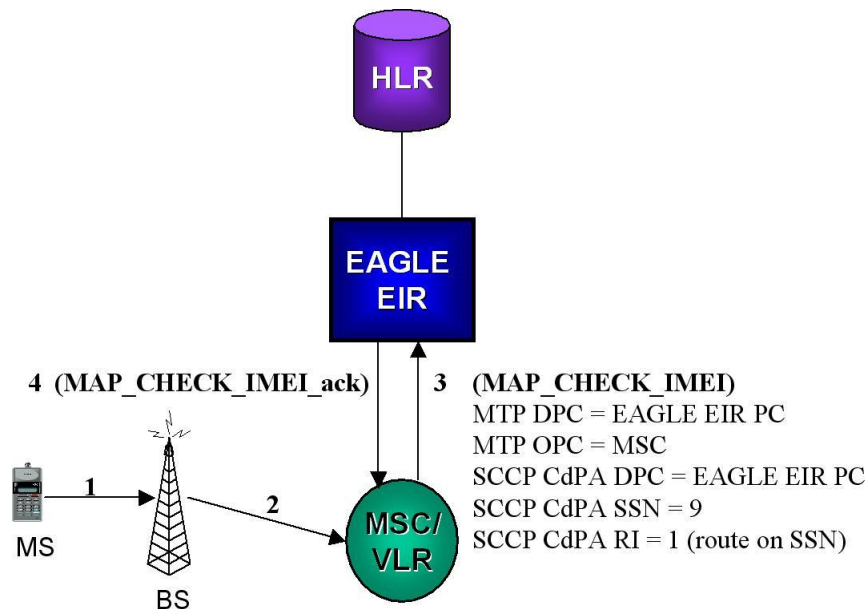 HLR
EAGLE
EIR
4 (MAP_CHECK_IMEI_ack)
3 (MAP_CHECK_IMEI)
MTP DPC = EAGLE EIR PC
MTP OPC = MSC
SCCP CdPA DPC = EAGLE EIR PC
SCCP CdPA SSN = 9
SCCP CdPA RI = 1 (route on SSN)
1
2
MS
BS
MSC/
VLR